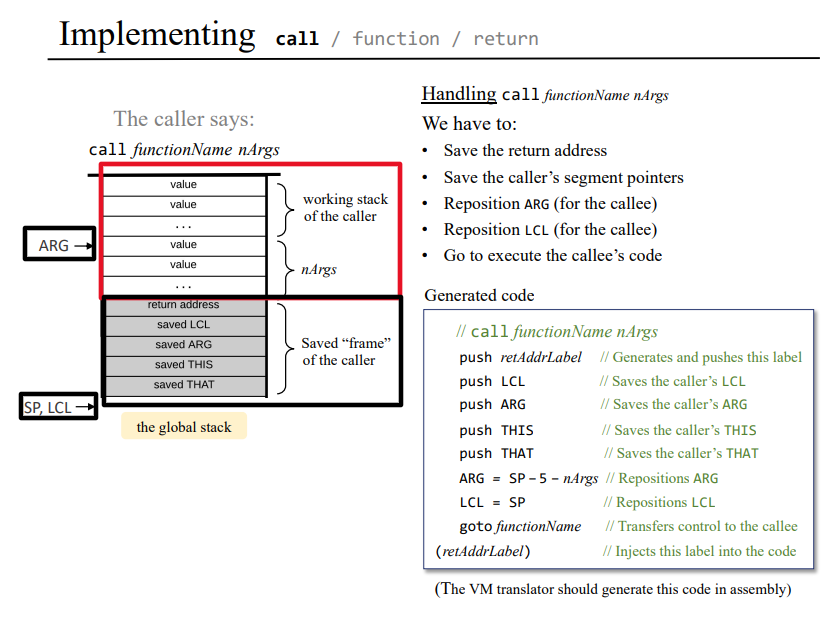 Implementing call / function / return
The caller says:
call functionName nArgs
value
value
...
value
value
...
return address
saved LCL
saved ARG
saved THIS
saved THAT
working stack
of the caller
nArgs
Saved “frame”
of the caller
ARG
SP, LCL
the global stack
Handling call functionName nArgs
We have to:
• Save the return address
• Save the caller’s segment pointers
• Reposition ARG (for the callee)
• Reposition LCL (for the callee)
• Go to execute the callee’s code
Generated code
// call functionName nArgs
push retAddrLabel // Generates and pushes this label
push LCL // Saves the caller’s LCL
push ARG // Saves the caller’s ARG
push THIS // Saves the caller’s THIS
push THAT // Saves the caller’s THAT
ARG = SP – 5 – nArgs // Repositions ARG
LCL = SP // Repositions LCL
goto functionName // Transfers control to the callee
(retAddrLabel) // Injects this label into the code
(The VM translator should generate this code in assembly)